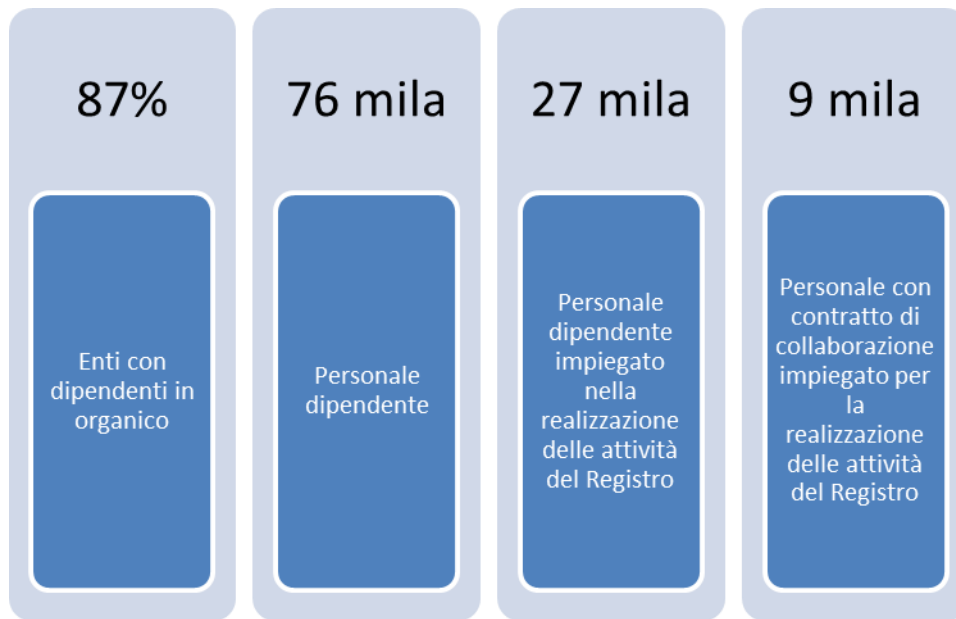 87%
Enti con
dipendenti in
organico
76 mila
Personale
dipendente
27 mila
Personale
dipendente
impiegato
nella
realizzazione
delle attività
del Registro
9 mila
Personale con
contratto di
collaborazione
impiegato per
la
realizzazione
delle attività
del Registro